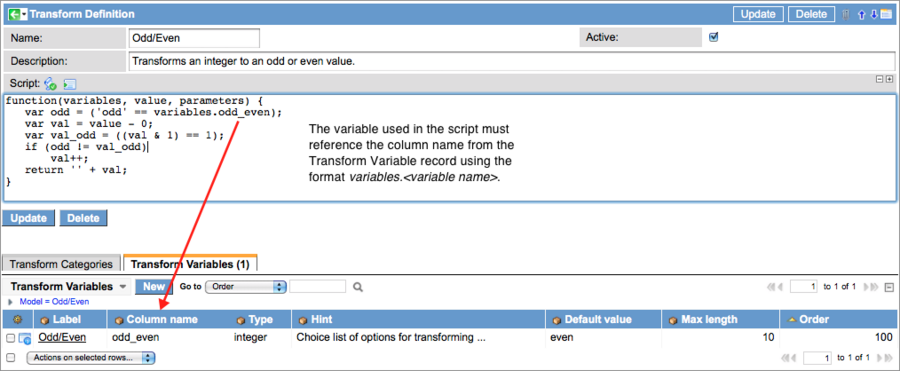 Transform Definition Update Delete
Name: Odd/Even Active:
Description: Transforms an integer to an odd or even value.
Script:
function(variables, value, parameters) {
var odd = ('odd' == variables.odd_even);
var val = value - 0;
var val_odd = ((val & 1) == 1);
if (odd != val_odd)
val++;
return '' + val;
}
The variable used in the script must
reference the column name from the
Transform Variable record using the
format variables.<variable name>.
Update Delete
Transform Categories Transform Variables (1)
Transform Variables New Go to Order 1 to 1 of 1
Model = Odd/Even
Label Column name Type Hint Default value Max length Order
Odd/Even odd_even integer Choice list of options for transforming ... even 10 100
Actions on selected rows... 1 to 1 of 1